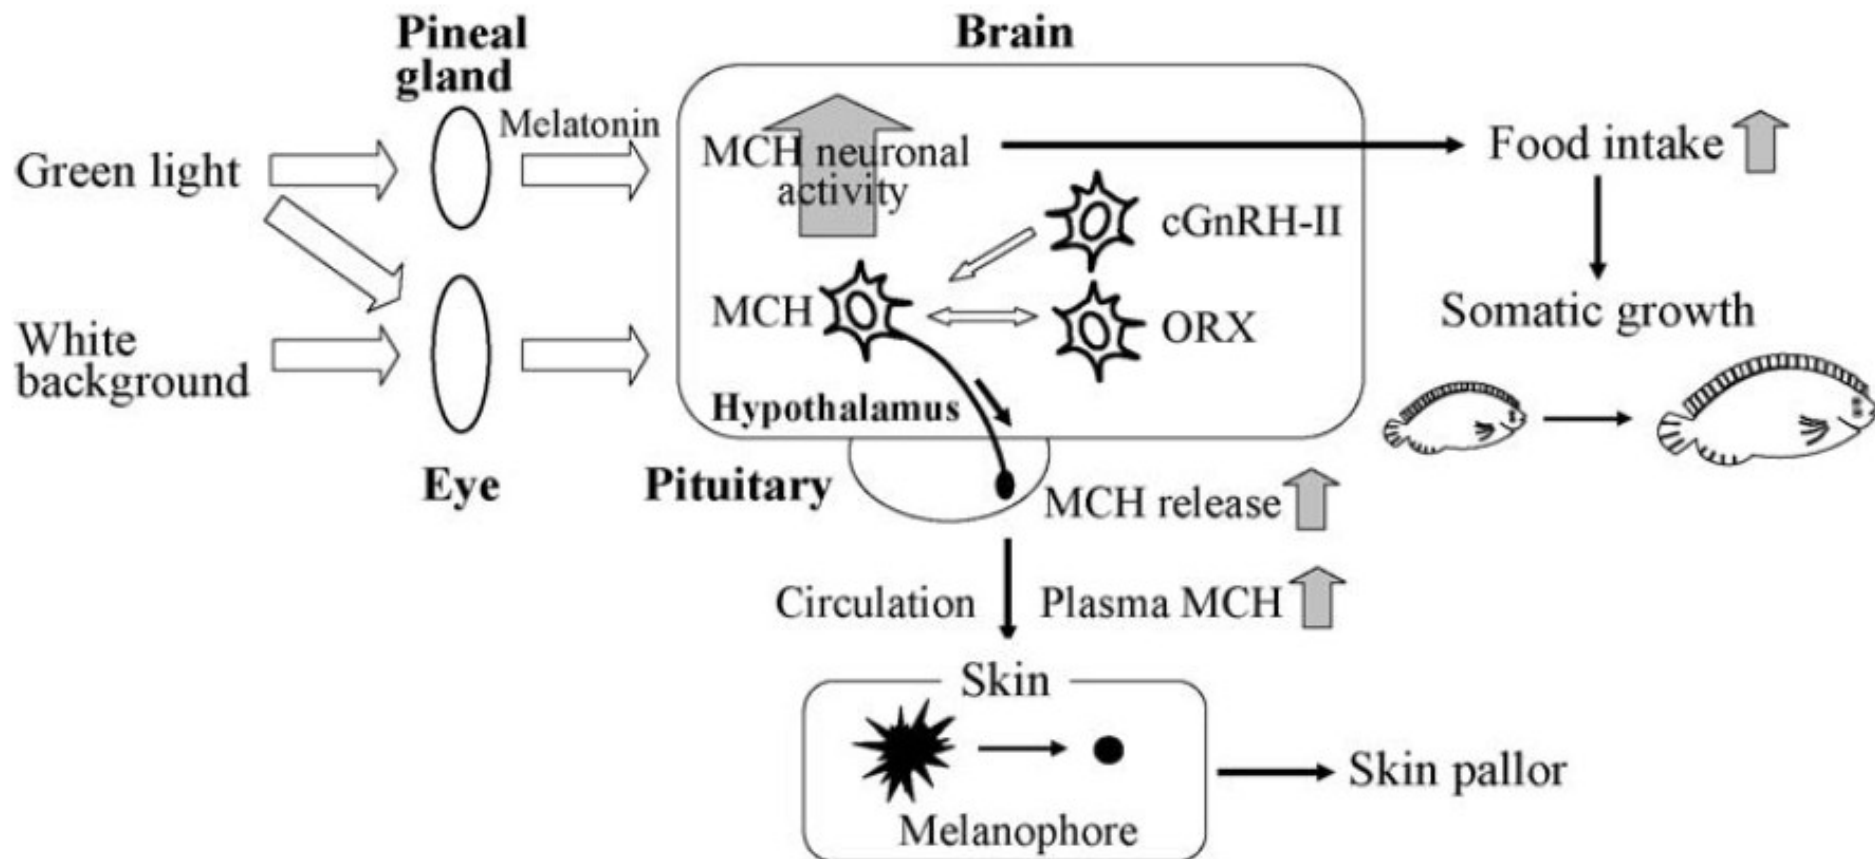 Pineal
gland
Brain
Melatonin
Green light
MCH neuronal
activity
Food intake
cGnRH-II
MCH
ORX
Somatic growth
White
background
Hypothalamus
Eye
Pituitary
MCH release
Circulation
Plasma MCH
Skin
Skin pallor
Melanophore